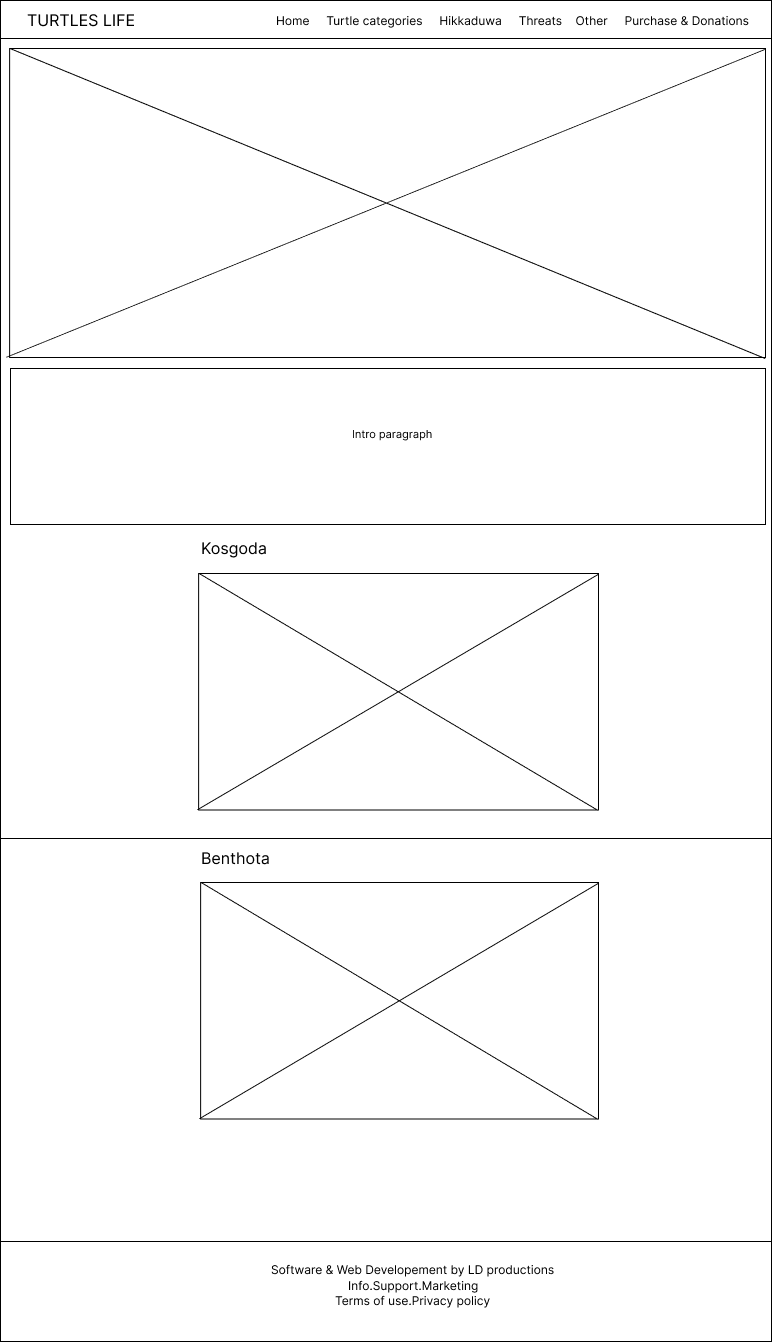 TURTLES LIFE Home Turtle categories Hikkaduwa Threats Other Purchase & Donations
Intro paragraph
Kosgoda
Benthota
Software & Web Developement by LD productions
Info.Support.Marketing
Terms of use.Privacy policy